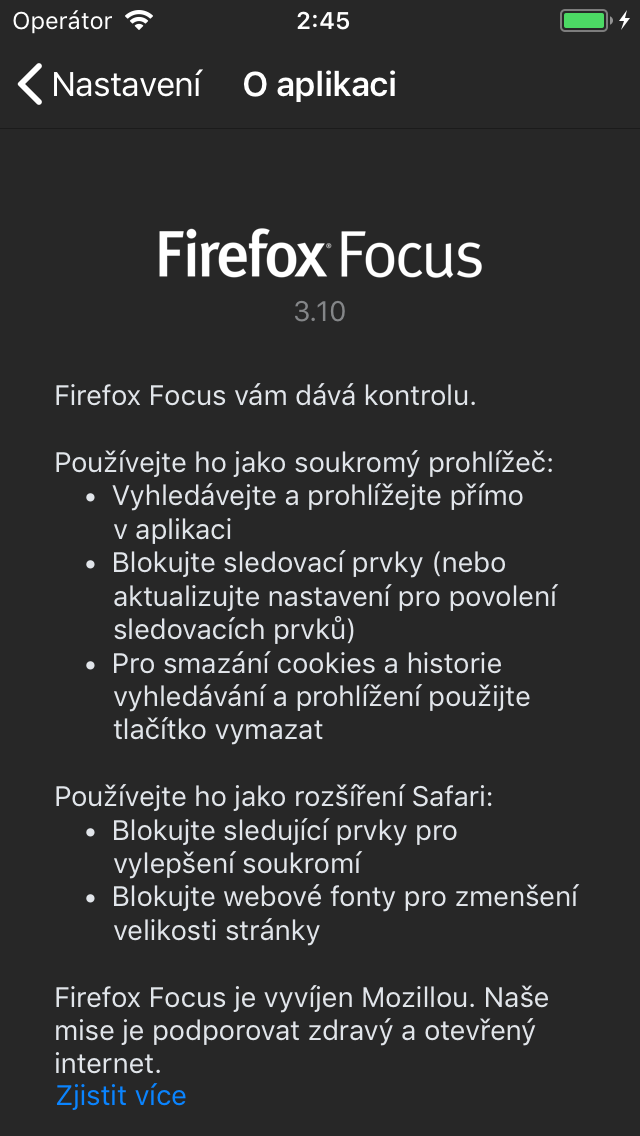 Operátor 2:45
Nastavení O aplikaci
Firefox® Focus
3.10
Firefox Focus vám dává kontrolu.
Používejte ho jako soukromý prohlížeč:
• Vyhledávejte a prohlížejte přímo
v aplikaci
• Blokujte sledovací prvky (nebo
aktualizujte nastavení pro povolení
sledovacích prvků)
• Pro smazání cookies a historie
vyhledávání a prohlížení použijte
tlačítko vymazat
Používejte ho jako rozšíření Safari:
• Blokujte sledující prvky pro
vylepšení soukromí
• Blokujte webové fonty pro zmenšení
velikosti stránky
Firefox Focus je vyvíjen Mozillou. Naše
mise je podporovat zdravý a otevřený
internet.
Zjistit více